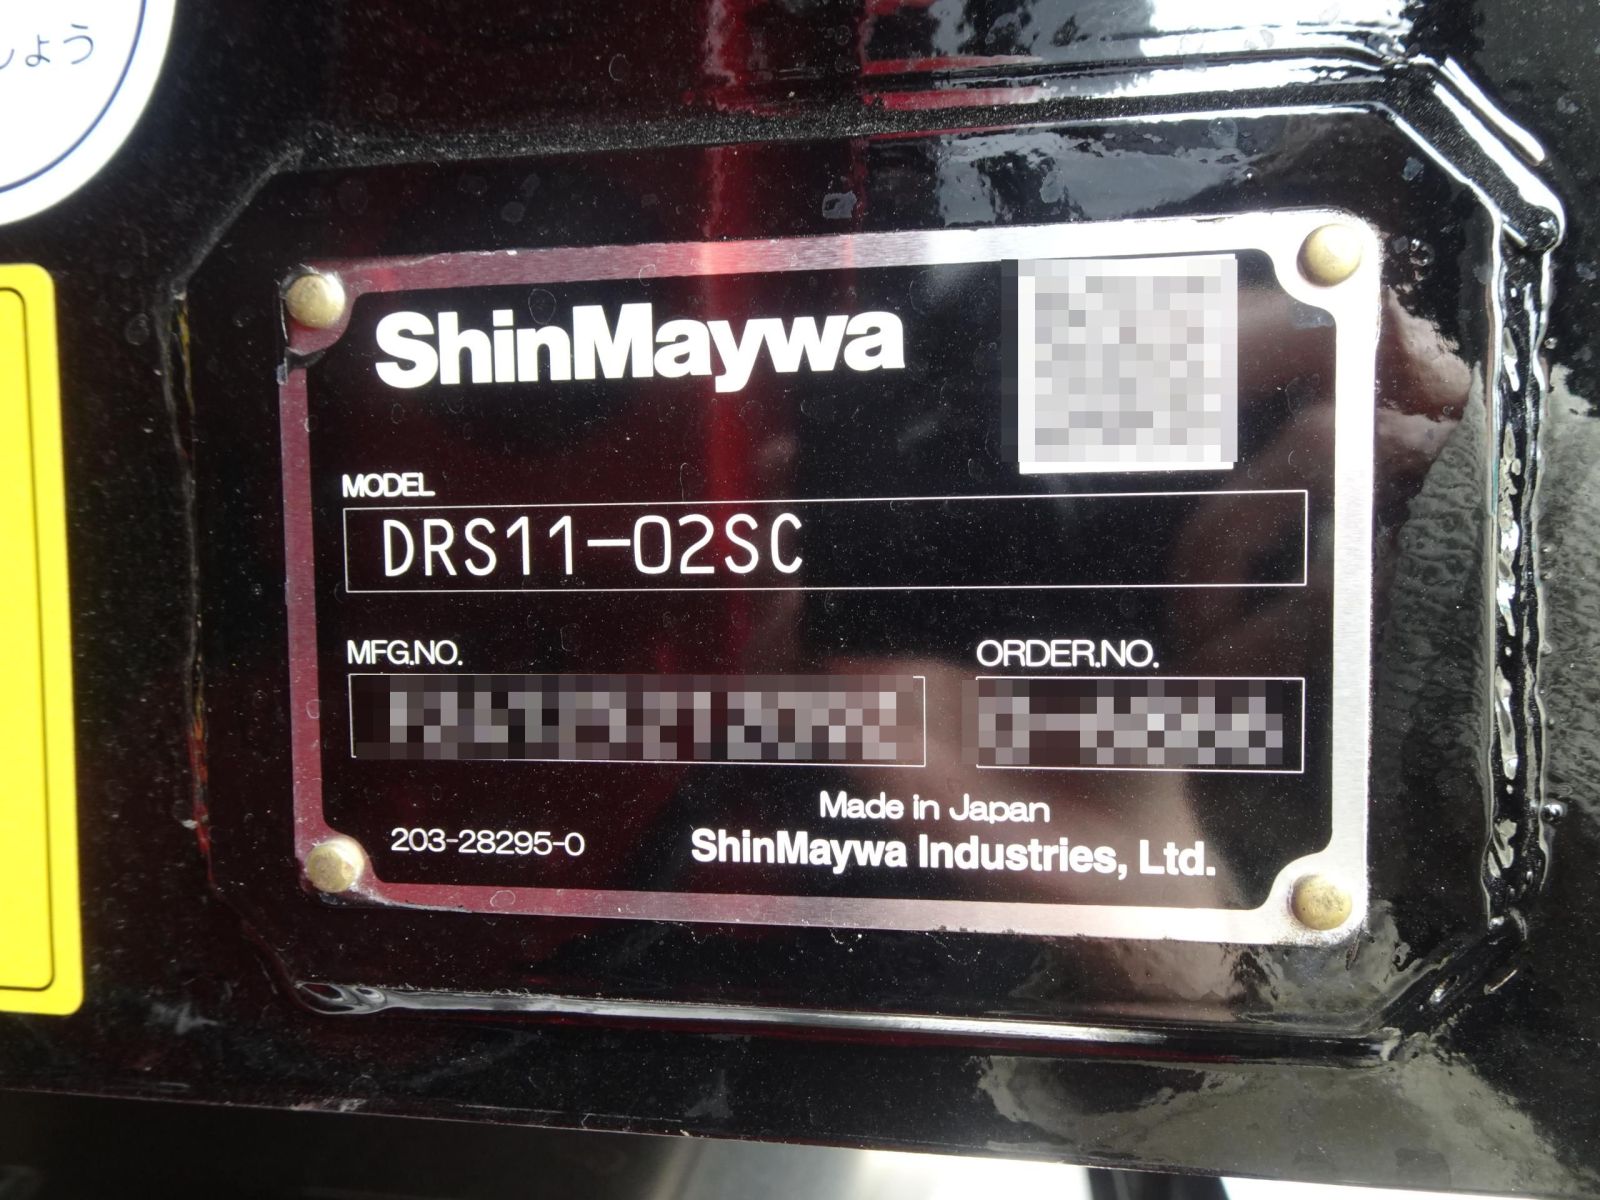 しょう
ShinMaywa
MODEL
DRS11-02SC
MFG.NO.
ORDER.NO.
Made in Japan
203-28295-0
ShinMaywa Industries, Ltd.